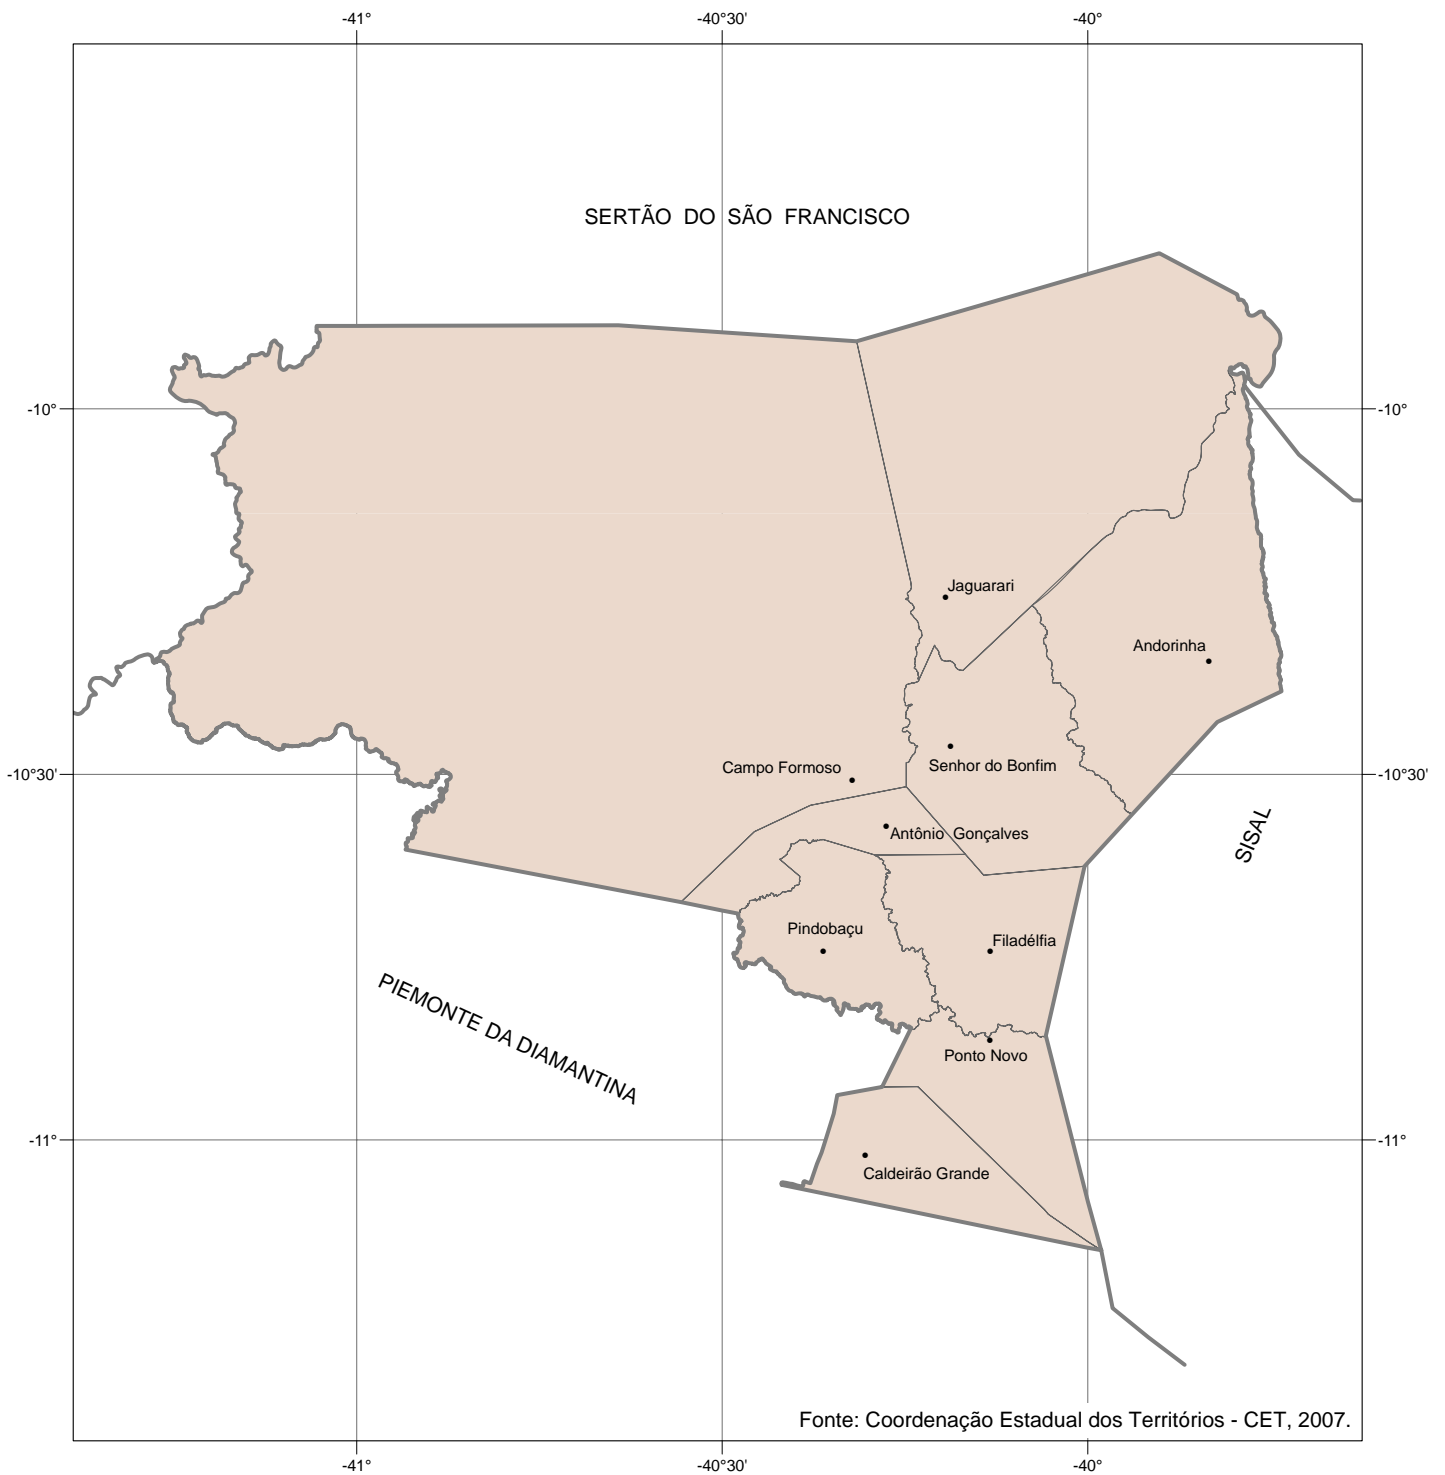 -41°
-40°30'
-40°
SERTÃO DO SÃO FRANCISCO
-10°
-10°
Jaguarari
Andorinha
Campo Formoso
Senhor do Bonfim
-10°30'
-10°30'
SISAL
Antônio Gonçalves
Pindobaçu
Filadélfia
PIEMONTE DA DIAMANTINA
Ponto Novo
-11°
-11°
Caldeirão Grande
Fonte: Coordenação Estadual dos Territórios - CET, 2007.
-41°
-40°30'
-40°